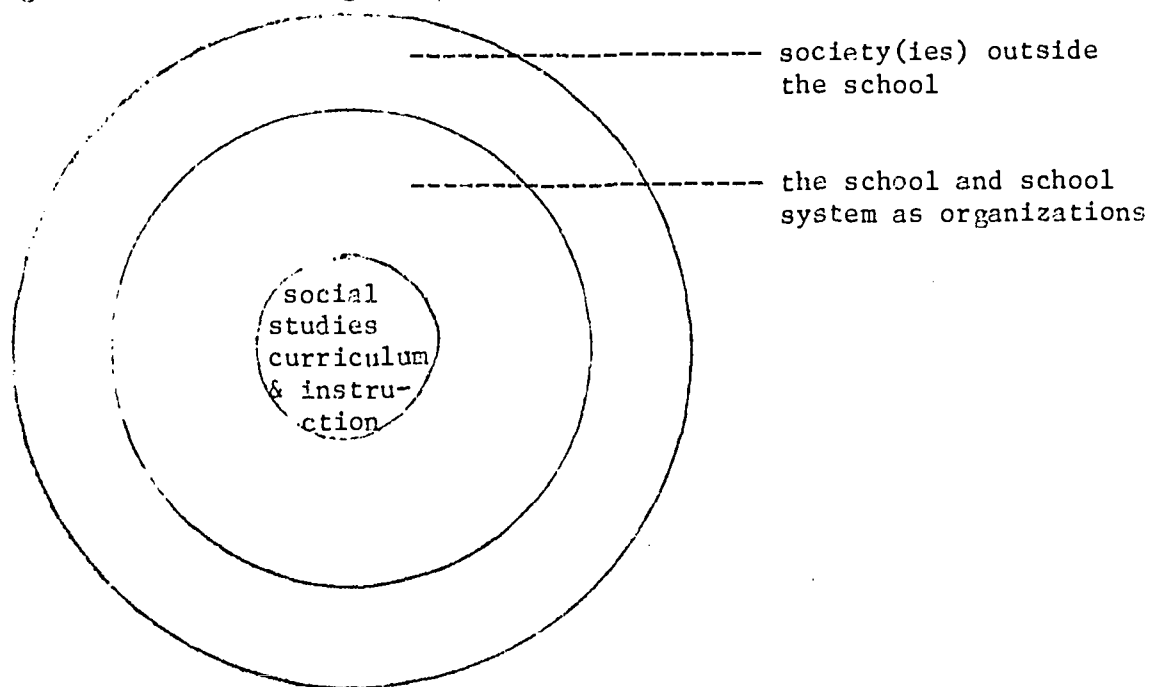 society(ies) outside
the school
the school and school
system as organizations
social
studies
curriculum
& instru-
ction